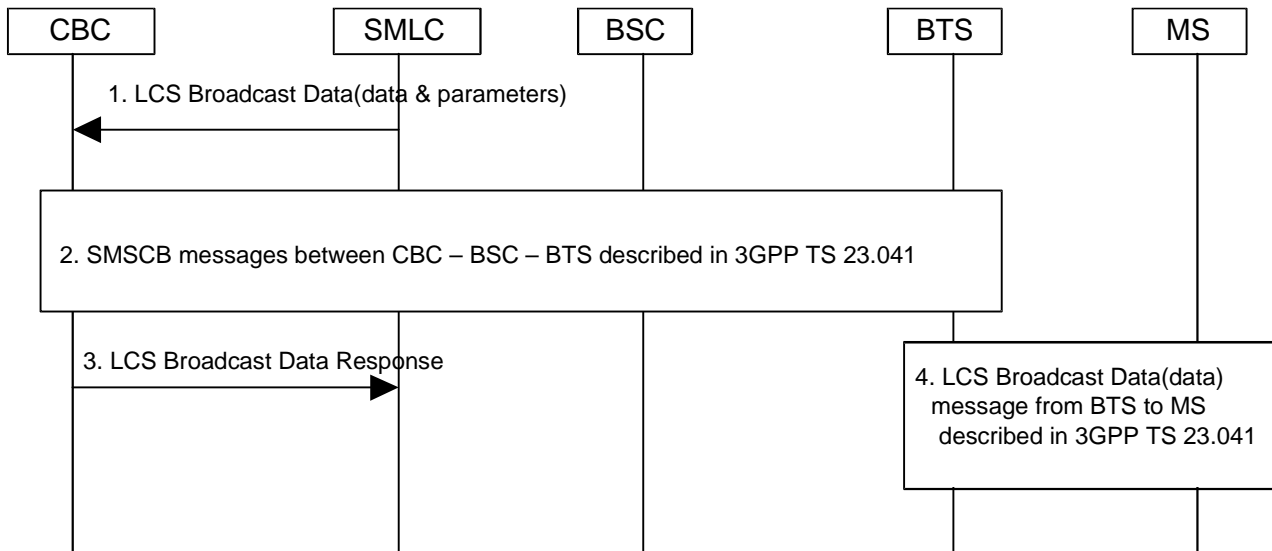 CBC
SMLC
BSC
BTS
MS
1. LCS Broadcast Data(data & parameters)
2. SMSCB messages between CBC – BSC – BTS described in 3GPP TS 23.041
3. LCS Broadcast Data Response
4. LCS Broadcast Data(data)
message from BTS to MS
described in 3GPP TS 23.041